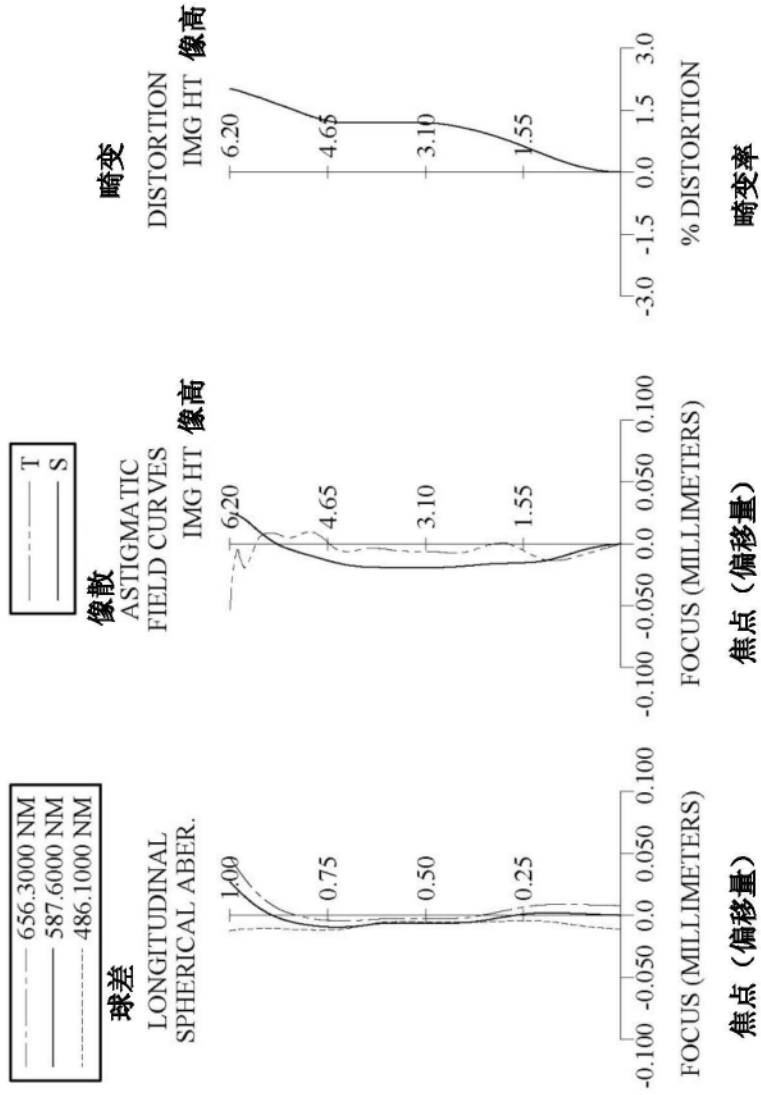 656.3000 NM
587.6000 NM
486.1000 NM
球差
LONGITUDINAL
SPHERICAL ABER.
1.00
0.75
0.50
0.25
-0.100
-0.050
0.0
0.050
0.100
FOCUS (MILLIMETERS)
焦点（偏移量）
T
S
像散
ASTIGMATIC
FIELD CURVES
IMG HT
像高
6.20
4.65
3.10
1.55
-0.100
-0.050
0.0
0.050
0.100
FOCUS (MILLIMETERS)
焦点（偏移量）
畸变
DISTORTION
IMG HT
像高
6.20
4.65
3.10
1.55
-3.0
-1.5
0.0
1.5
3.0
% DISTORTION
畸变率